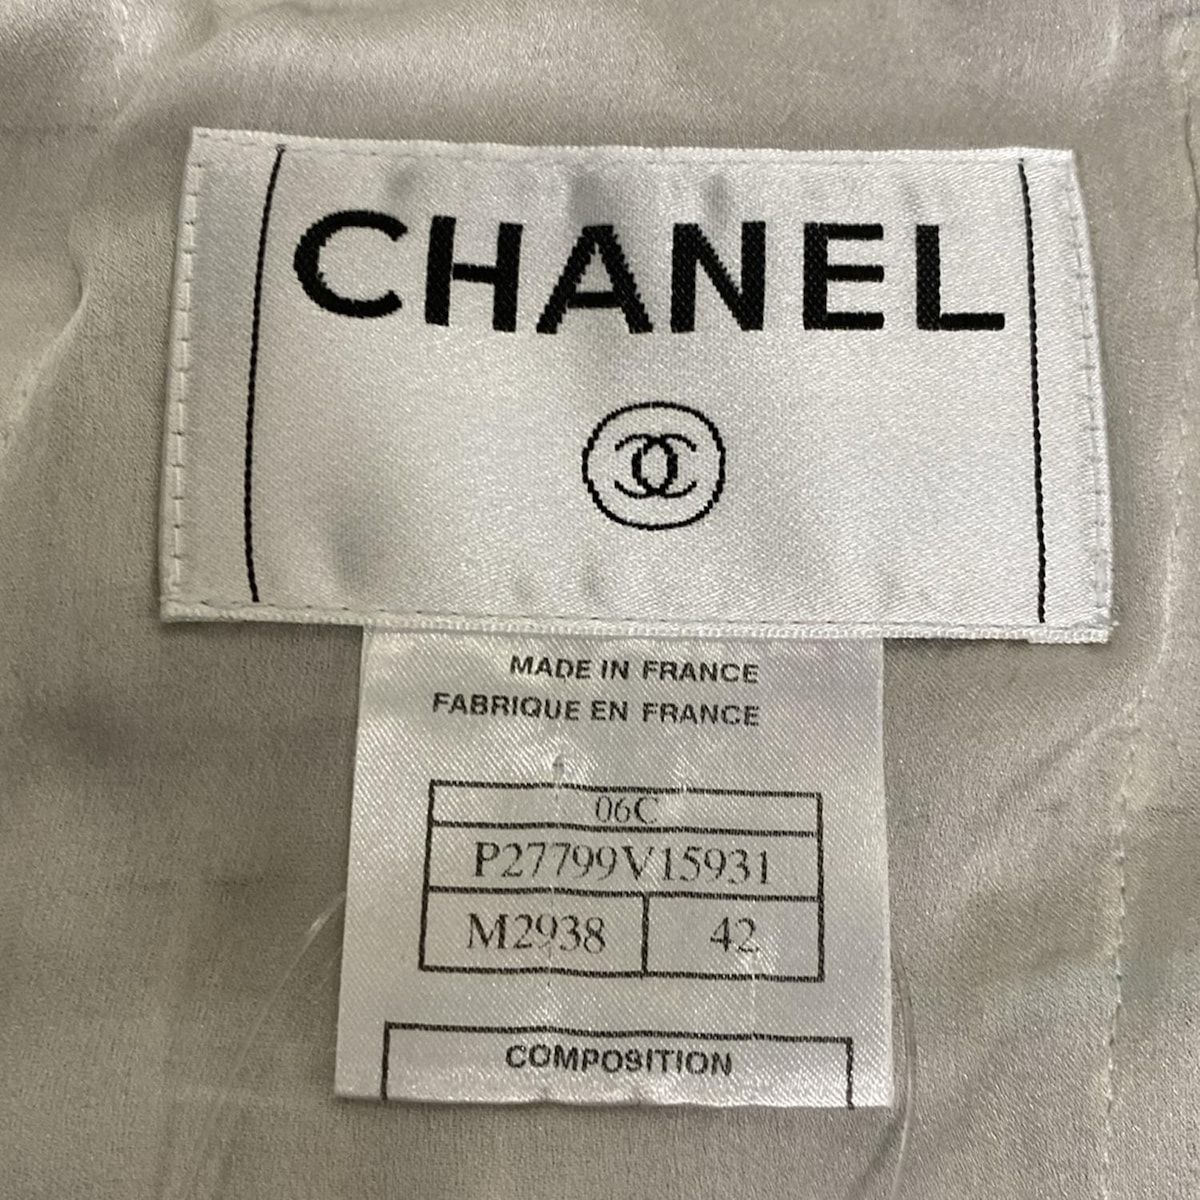 CHANEL
MADE IN FRANCE
FABRIQUE EN FRANCE
06C
P27799V15931
M2938 42
COMPOSITION